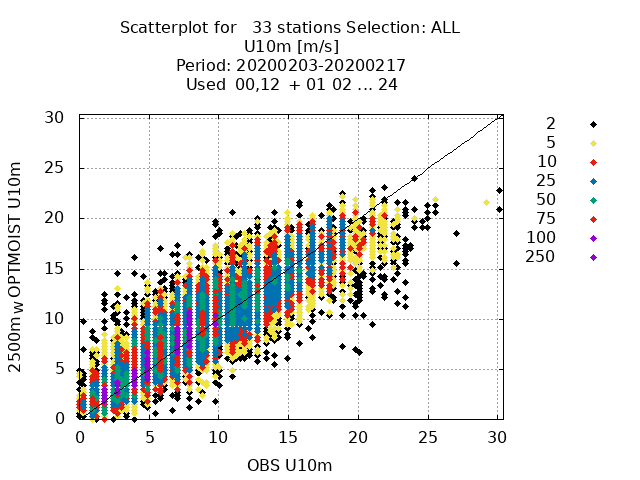 Scatterplot for   33 stations Selection: ALL
U10m [m/s]
Period: 20200203-20200217
Used  00,12  + 01 02 ... 24
2500m_W OPTMOIST U10m
30
25
20
15
10
5
0
0 5 10 15 20 25 30
OBS U10m
2
5
10
25
50
75
100
250